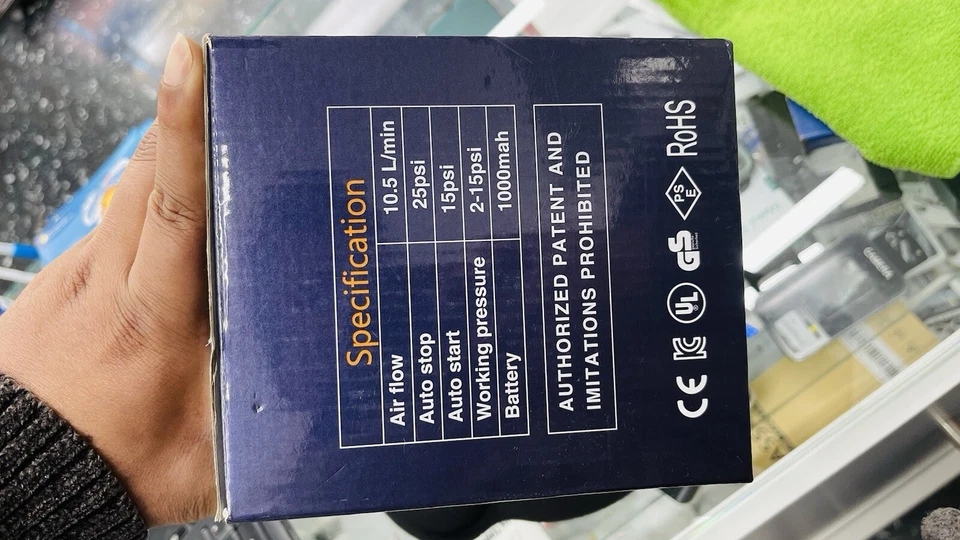 Specification
Air flow 10.5 L/min
Auto stop 25psi
Auto start 15psi
Working pressure 2-15psi
Battery 1000mah
AUTHORIZED PATENT AND
IMITATIONS PROHIBITED
CE KC UL GS PSE RoHS